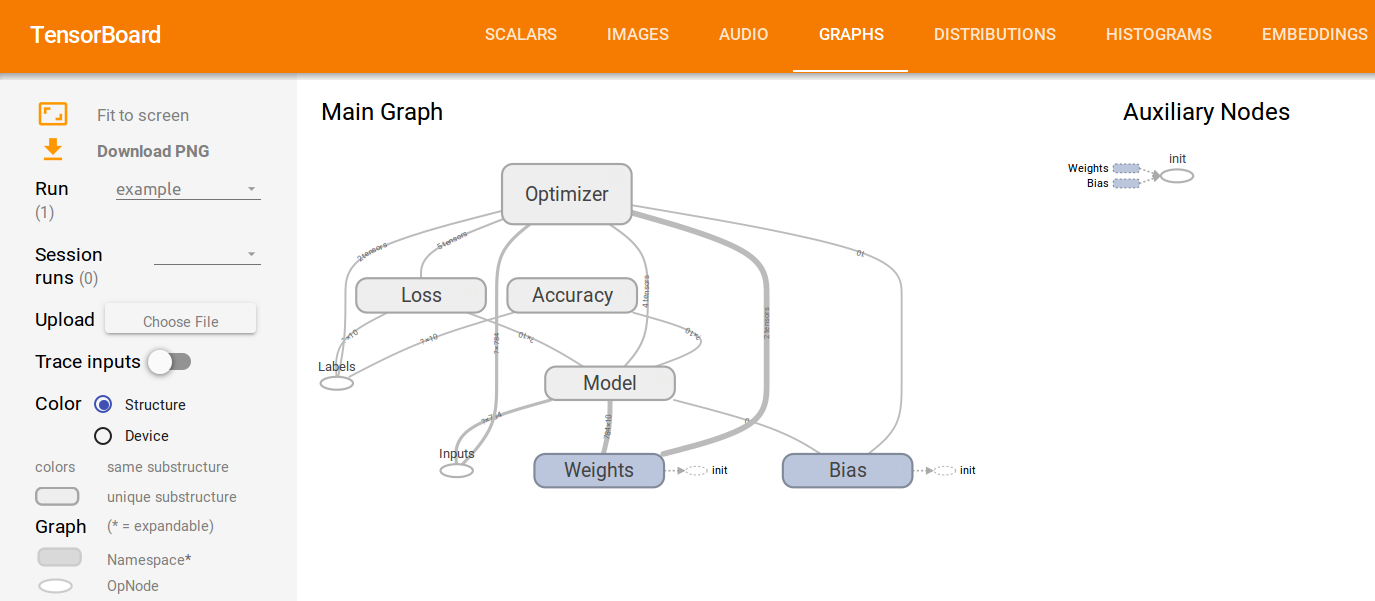 TensorBoard
SCALARS
IMAGES
AUDIO
GRAPHS
DISTRIBUTIONS
HISTOGRAMS
EMBEDDINGS
Fit to screen
Download PNG
Run
(1)
example
Session
runs (0)
Upload
Choose File
Trace inputs
Color
Structure
Device
colors
same substructure
unique substructure
Graph
(* = expandable)
Namespace*
OpNode
Main Graph
Optimizer
2 tensors
5 tensors
10
Loss
Accuracy
4 tensors
?×784
2 tensors
?×10
?×10
?×10
Labels
Model
784×10
10
Inputs
Weights
init
Bias
init
Auxiliary Nodes
init
Weights
Bias